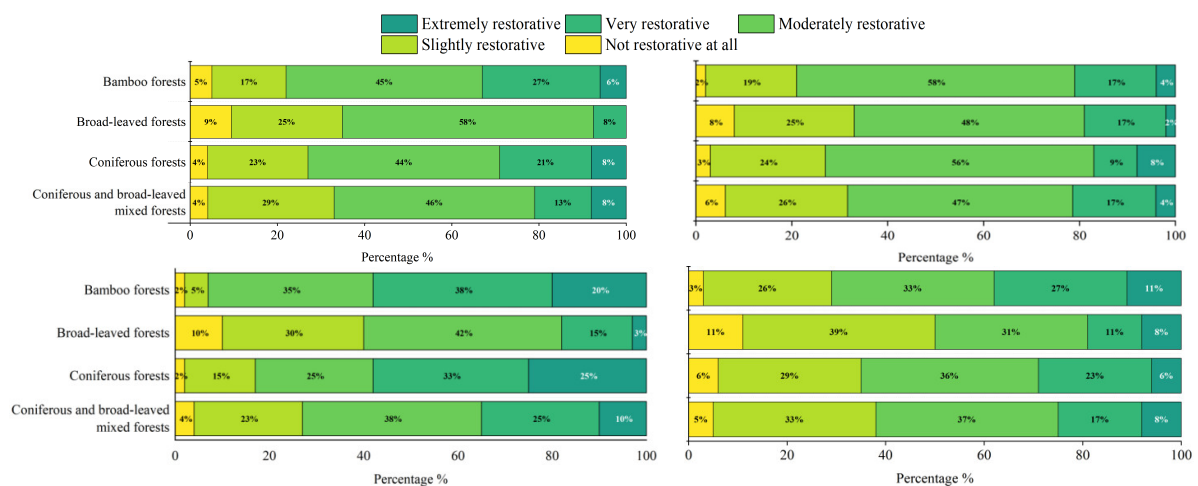 Extremely restorative Very restorative Moderately restorative
Slightly restorative Not restorative at all
Bamboo forests 5% 17% 45% 27% 6%
Broad-leaved forests 9% 25% 58% 8%
Coniferous forests 4% 23% 44% 21% 8%
Coniferous and broad-leaved
mixed forests 4% 29% 46% 13% 8%
0 20 40 60 80 100
Percentage %
2% 19% 58% 17% 4%
8% 25% 48% 17% 2%
3% 24% 56% 9% 8%
6% 26% 47% 17% 4%
0 20 40 60 80 100
Percentage %
Bamboo forests 2% 5% 35% 38% 20%
Broad-leaved forests 10% 30% 42% 15% 3%
Coniferous forests 2% 15% 25% 33% 25%
Coniferous and broad-leaved
mixed forests 4% 23% 38% 25% 10%
0 20 40 60 80 100
Percentage %
3% 26% 33% 27% 11%
11% 39% 31% 11% 8%
6% 29% 36% 23% 6%
5% 33% 37% 17% 8%
0 20 40 60 80 100
Percentage %